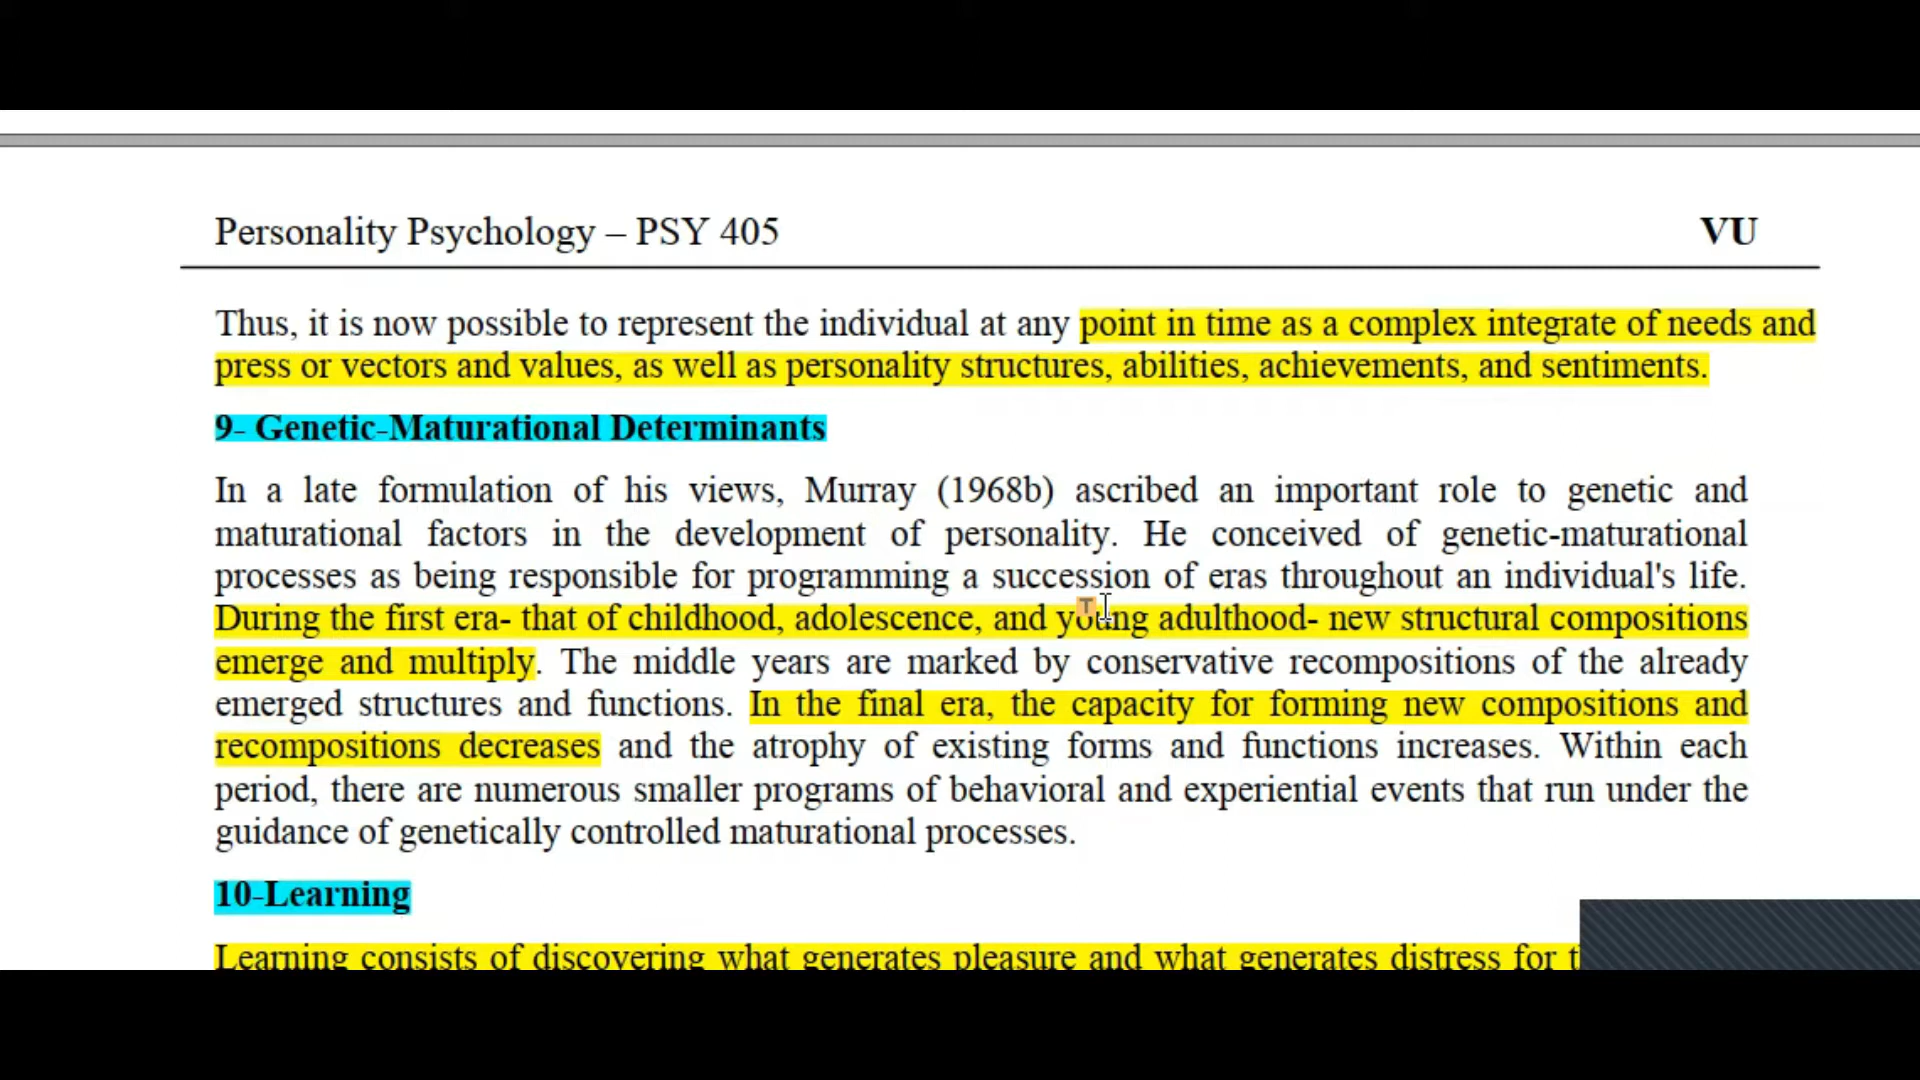 Personality Psychology – PSY 405 VU
Thus, it is now possible to represent the individual at any point in time as a complex integrate of needs and
press or vectors and values, as well as personality structures, abilities, achievements, and sentiments.
9- Genetic-Maturational Determinants
In a late formulation of his views, Murray (1968b) ascribed an important role to genetic and
maturational factors in the development of personality. He conceived of genetic-maturational
processes as being responsible for programming a succession of eras throughout an individual's life.
During the first era- that of childhood, adolescence, and young adulthood- new structural compositions
emerge and multiply. The middle years are marked by conservative recompositions of the already
emerged structures and functions. In the final era, the capacity for forming new compositions and
recompositions decreases and the atrophy of existing forms and functions increases. Within each
period, there are numerous smaller programs of behavioral and experiential events that run under the
guidance of genetically controlled maturational processes.
10-Learning
Learning consists of discovering what generates pleasure and what generates distress for